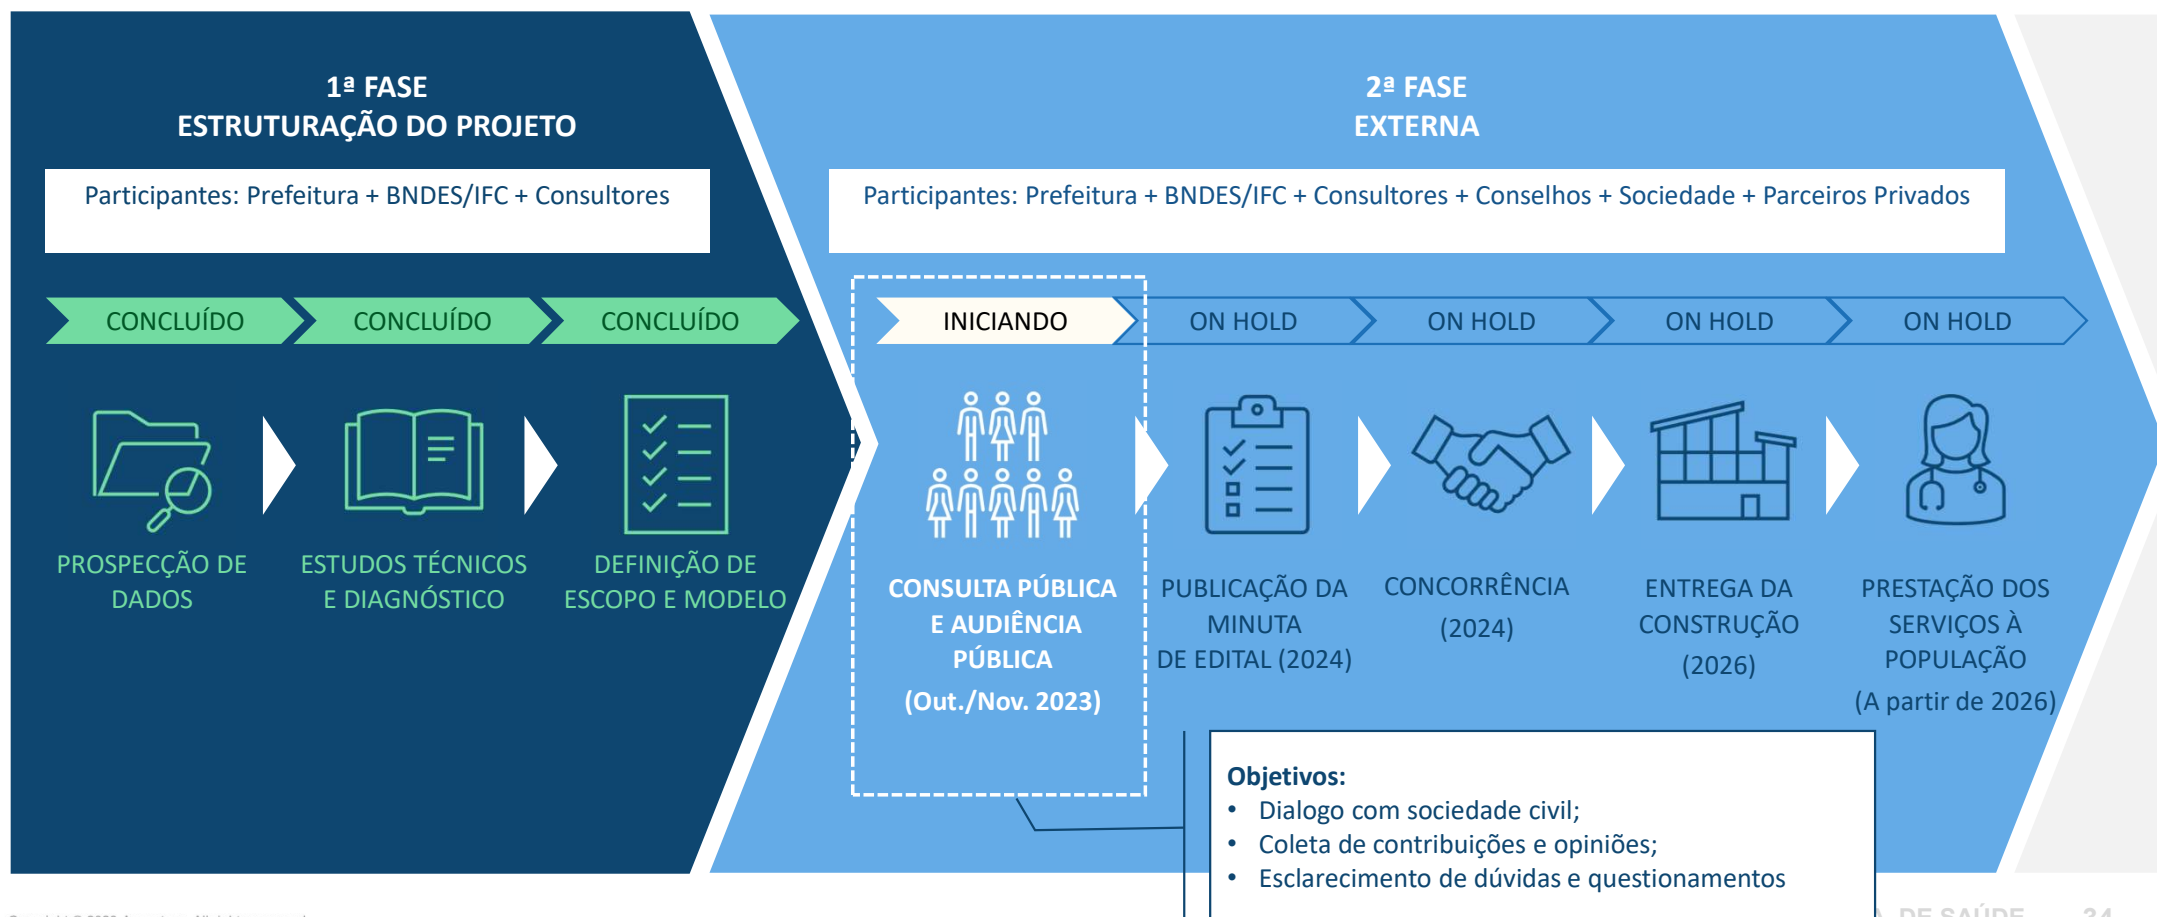 1ª FASE
ESTRUTURAÇÃO DO PROJETO
Participantes: Prefeitura + BNDES/IFC + Consultores
CONCLUÍDO
CONCLUÍDO
CONCLUÍDO
PROSPECÇÃO DE
DADOS
ESTUDOS TÉCNICOS
E DIAGNÓSTICO
DEFINIÇÃO DE
ESCOPO E MODELO
2ª FASE
EXTERNA
Participantes: Prefeitura + BNDES/IFC + Consultores + Conselhos + Sociedade + Parceiros Privados
INICIANDO
ON HOLD
ON HOLD
ON HOLD
ON HOLD
CONSULTA PÚBLICA
E AUDIÊNCIA
PÚBLICA
(Out./Nov. 2023)
PUBLICAÇÃO DA
MINUTA
DE EDITAL (2024)
CONCORRÊNCIA
(2024)
ENTREGA DA
CONSTRUÇÃO
(2026)
PRESTAÇÃO DOS
SERVIÇOS À
POPULAÇÃO
(A partir de 2026)
Objetivos:
• Dialogo com sociedade civil;
• Coleta de contribuições e opiniões;
• Esclarecimento de dúvidas e questionamentos
DE SAÚDE